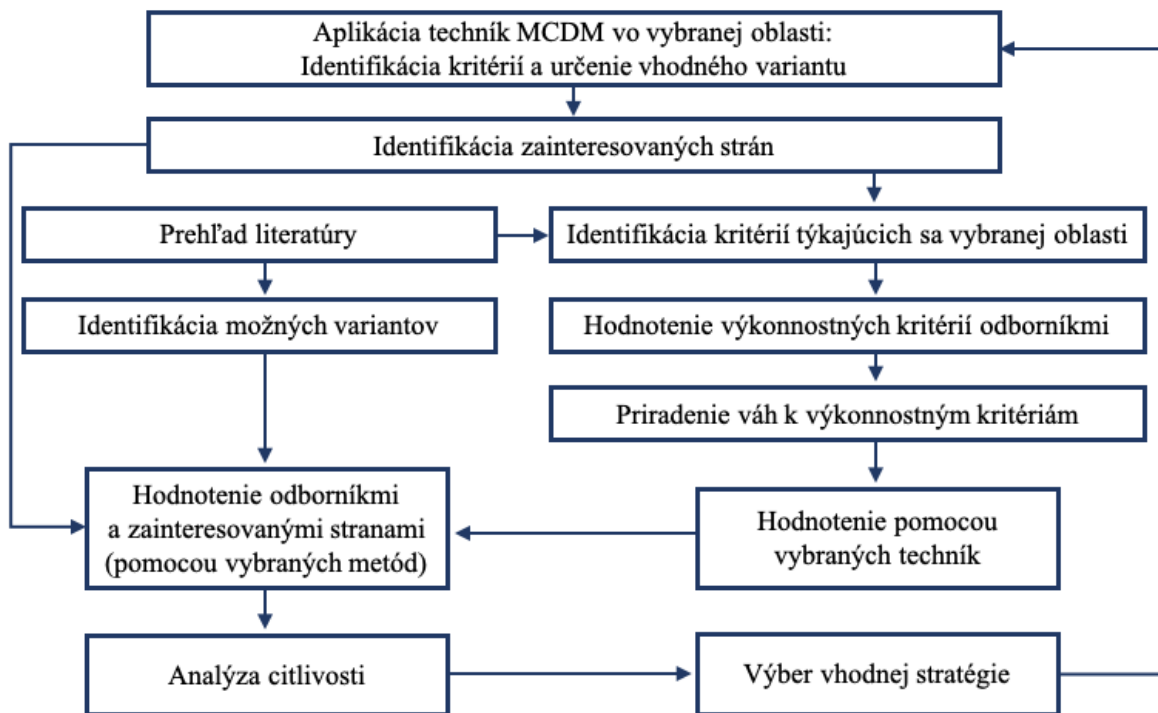 Aplikácia techník MCDM vo vybranej oblasti:
Identifikácia kritérií a určenie vhodného variantu
Identifikácia zainteresovaných strán
Prehľad literatúry
Identifikácia kritérií týkajúcich sa vybranej oblasti
Identifikácia možných variantov
Hodnotenie výkonnostných kritérií odborníkmi
Priradenie váh k výkonnostným kritériám
Hodnotenie odborníkmi
a zainteresovanými stranami
(pomocou vybraných metód)
Hodnotenie pomocou
vybraných techník
Analýza citlivosti
Výber vhodnej stratégie